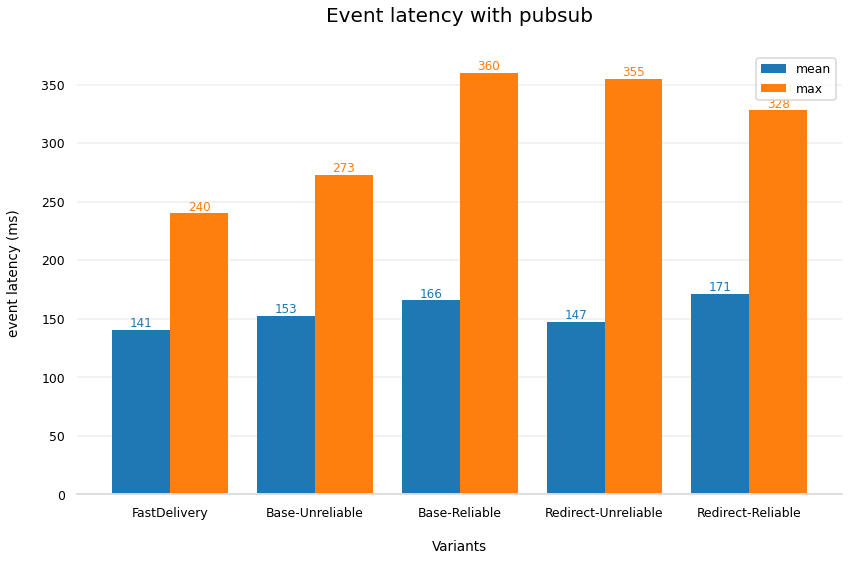 Event latency with pubsub
mean
max
event latency (ms)
350
300
250
200
150
100
50
0
141
240
153
273
166
360
147
355
171
328
FastDelivery
Base-Unreliable
Base-Reliable
Redirect-Unreliable
Redirect-Reliable
Variants